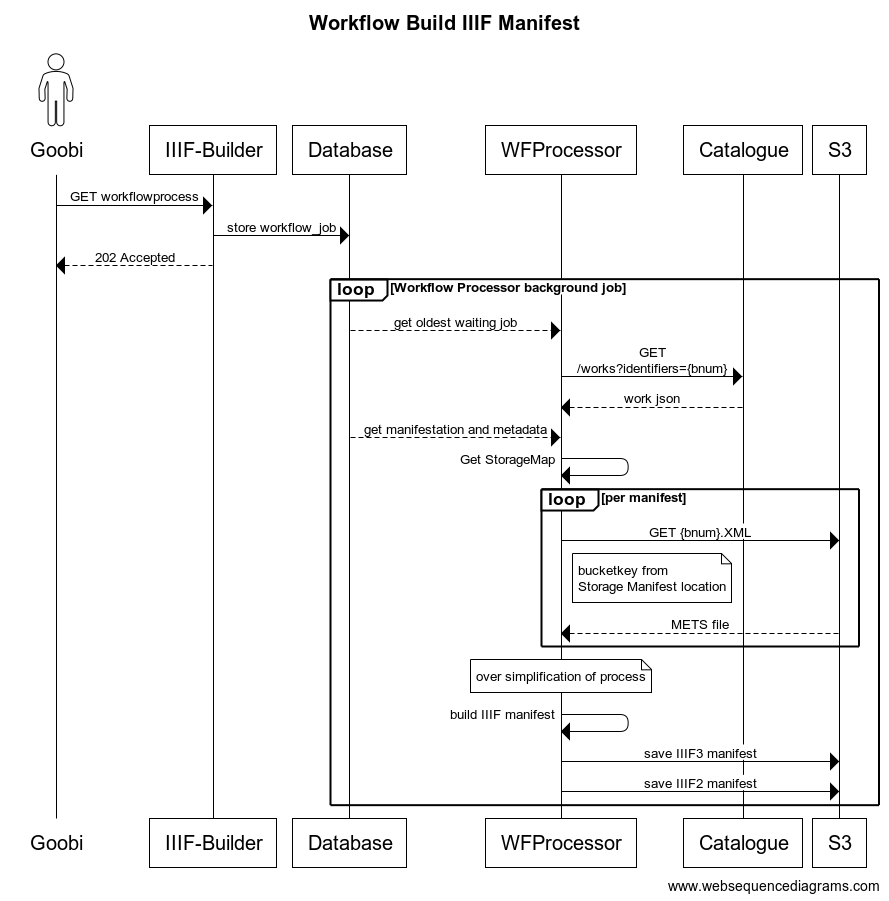 Workflow Build IIIF Manifest
Goobi
IIIF-Builder
Database
WFProcessor
Catalogue
S3
GET workflowprocess
store workflow_job
202 Accepted
loop
[Workflow Processor background job]
get oldest waiting job
GET
/works?identifiers={bnum}
work json
get manifestation and metadata
Get StorageMap
loop
[per manifest]
GET {bnum}.XML
bucketkey from
Storage Manifest location
METS file
over simplification of process
build IIIF manifest
save IIIF3 manifest
save IIIF2 manifest
Goobi
IIIF-Builder
Database
WFProcessor
Catalogue
S3
www.websequencediagrams.com